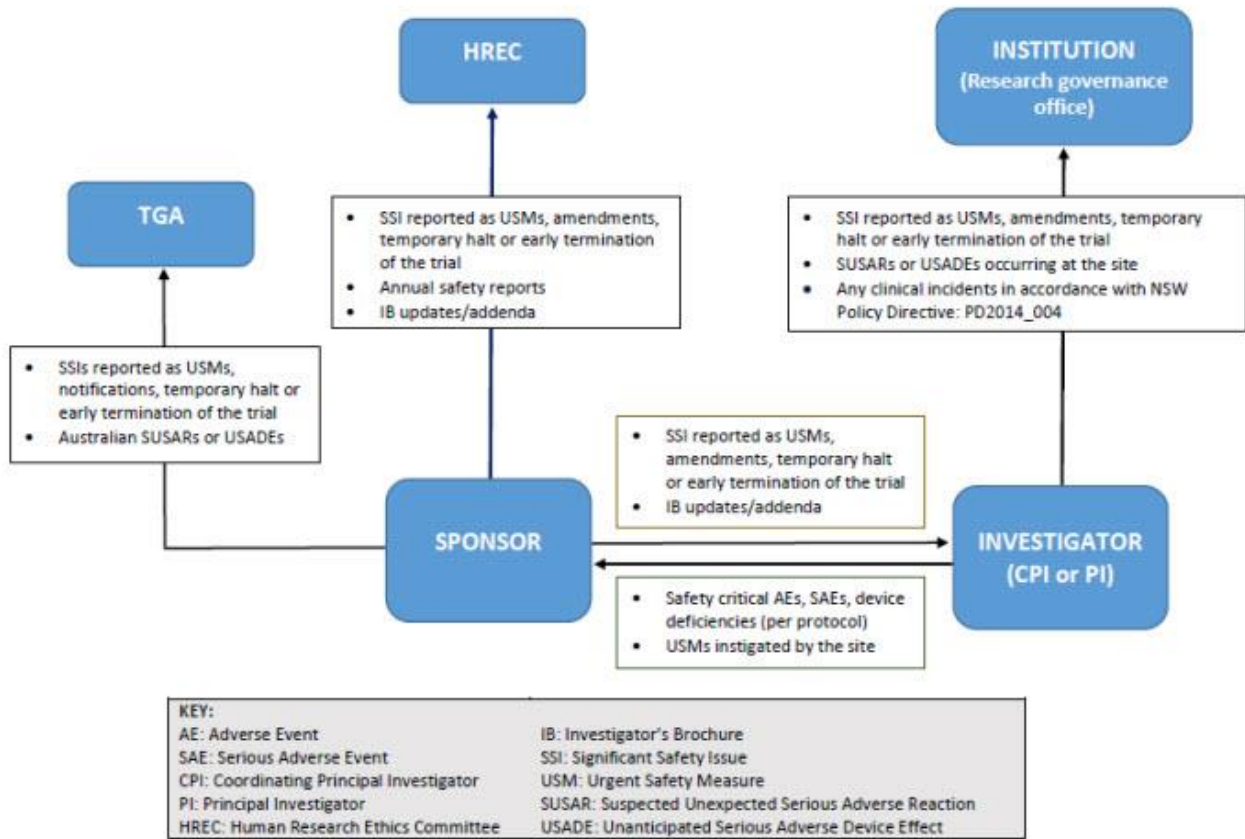 HREC
INSTITUTION
(Research governance
office)
TGA
• SSI reported as USMs, amendments,
temporary halt or early termination
of the trial
• Annual safety reports
• IB updates/addenda
• SSI reported as USMs, amendments, temporary
halt or early termination of the trial
• SUSARs or USADEs occurring at the site
• Any clinical incidents in accordance with NSW
Policy Directive: PD2014_004
• SSIs reported as USMs,
notifications, temporary halt or
early termination of the trial
• Australian SUSARs or USADEs
• SSI reported as USMs,
amendments, temporary halt
or early termination of the trial
• IB updates/addenda
SPONSOR
INVESTIGATOR
(CPI or PI)
• Safety critical AEs, SAEs, device
deficiencies (per protocol)
• USMs instigated by the site
KEY:
AE: Adverse Event
SAE: Serious Adverse Event
CPI: Coordinating Principal Investigator
PI: Principal Investigator
HREC: Human Research Ethics Committee
IB: Investigator's Brochure
SSI: Significant Safety Issue
USM: Urgent Safety Measure
SUSAR: Suspected Unexpected Serious Adverse Reaction
USADE: Unanticipated Serious Adverse Device Effect